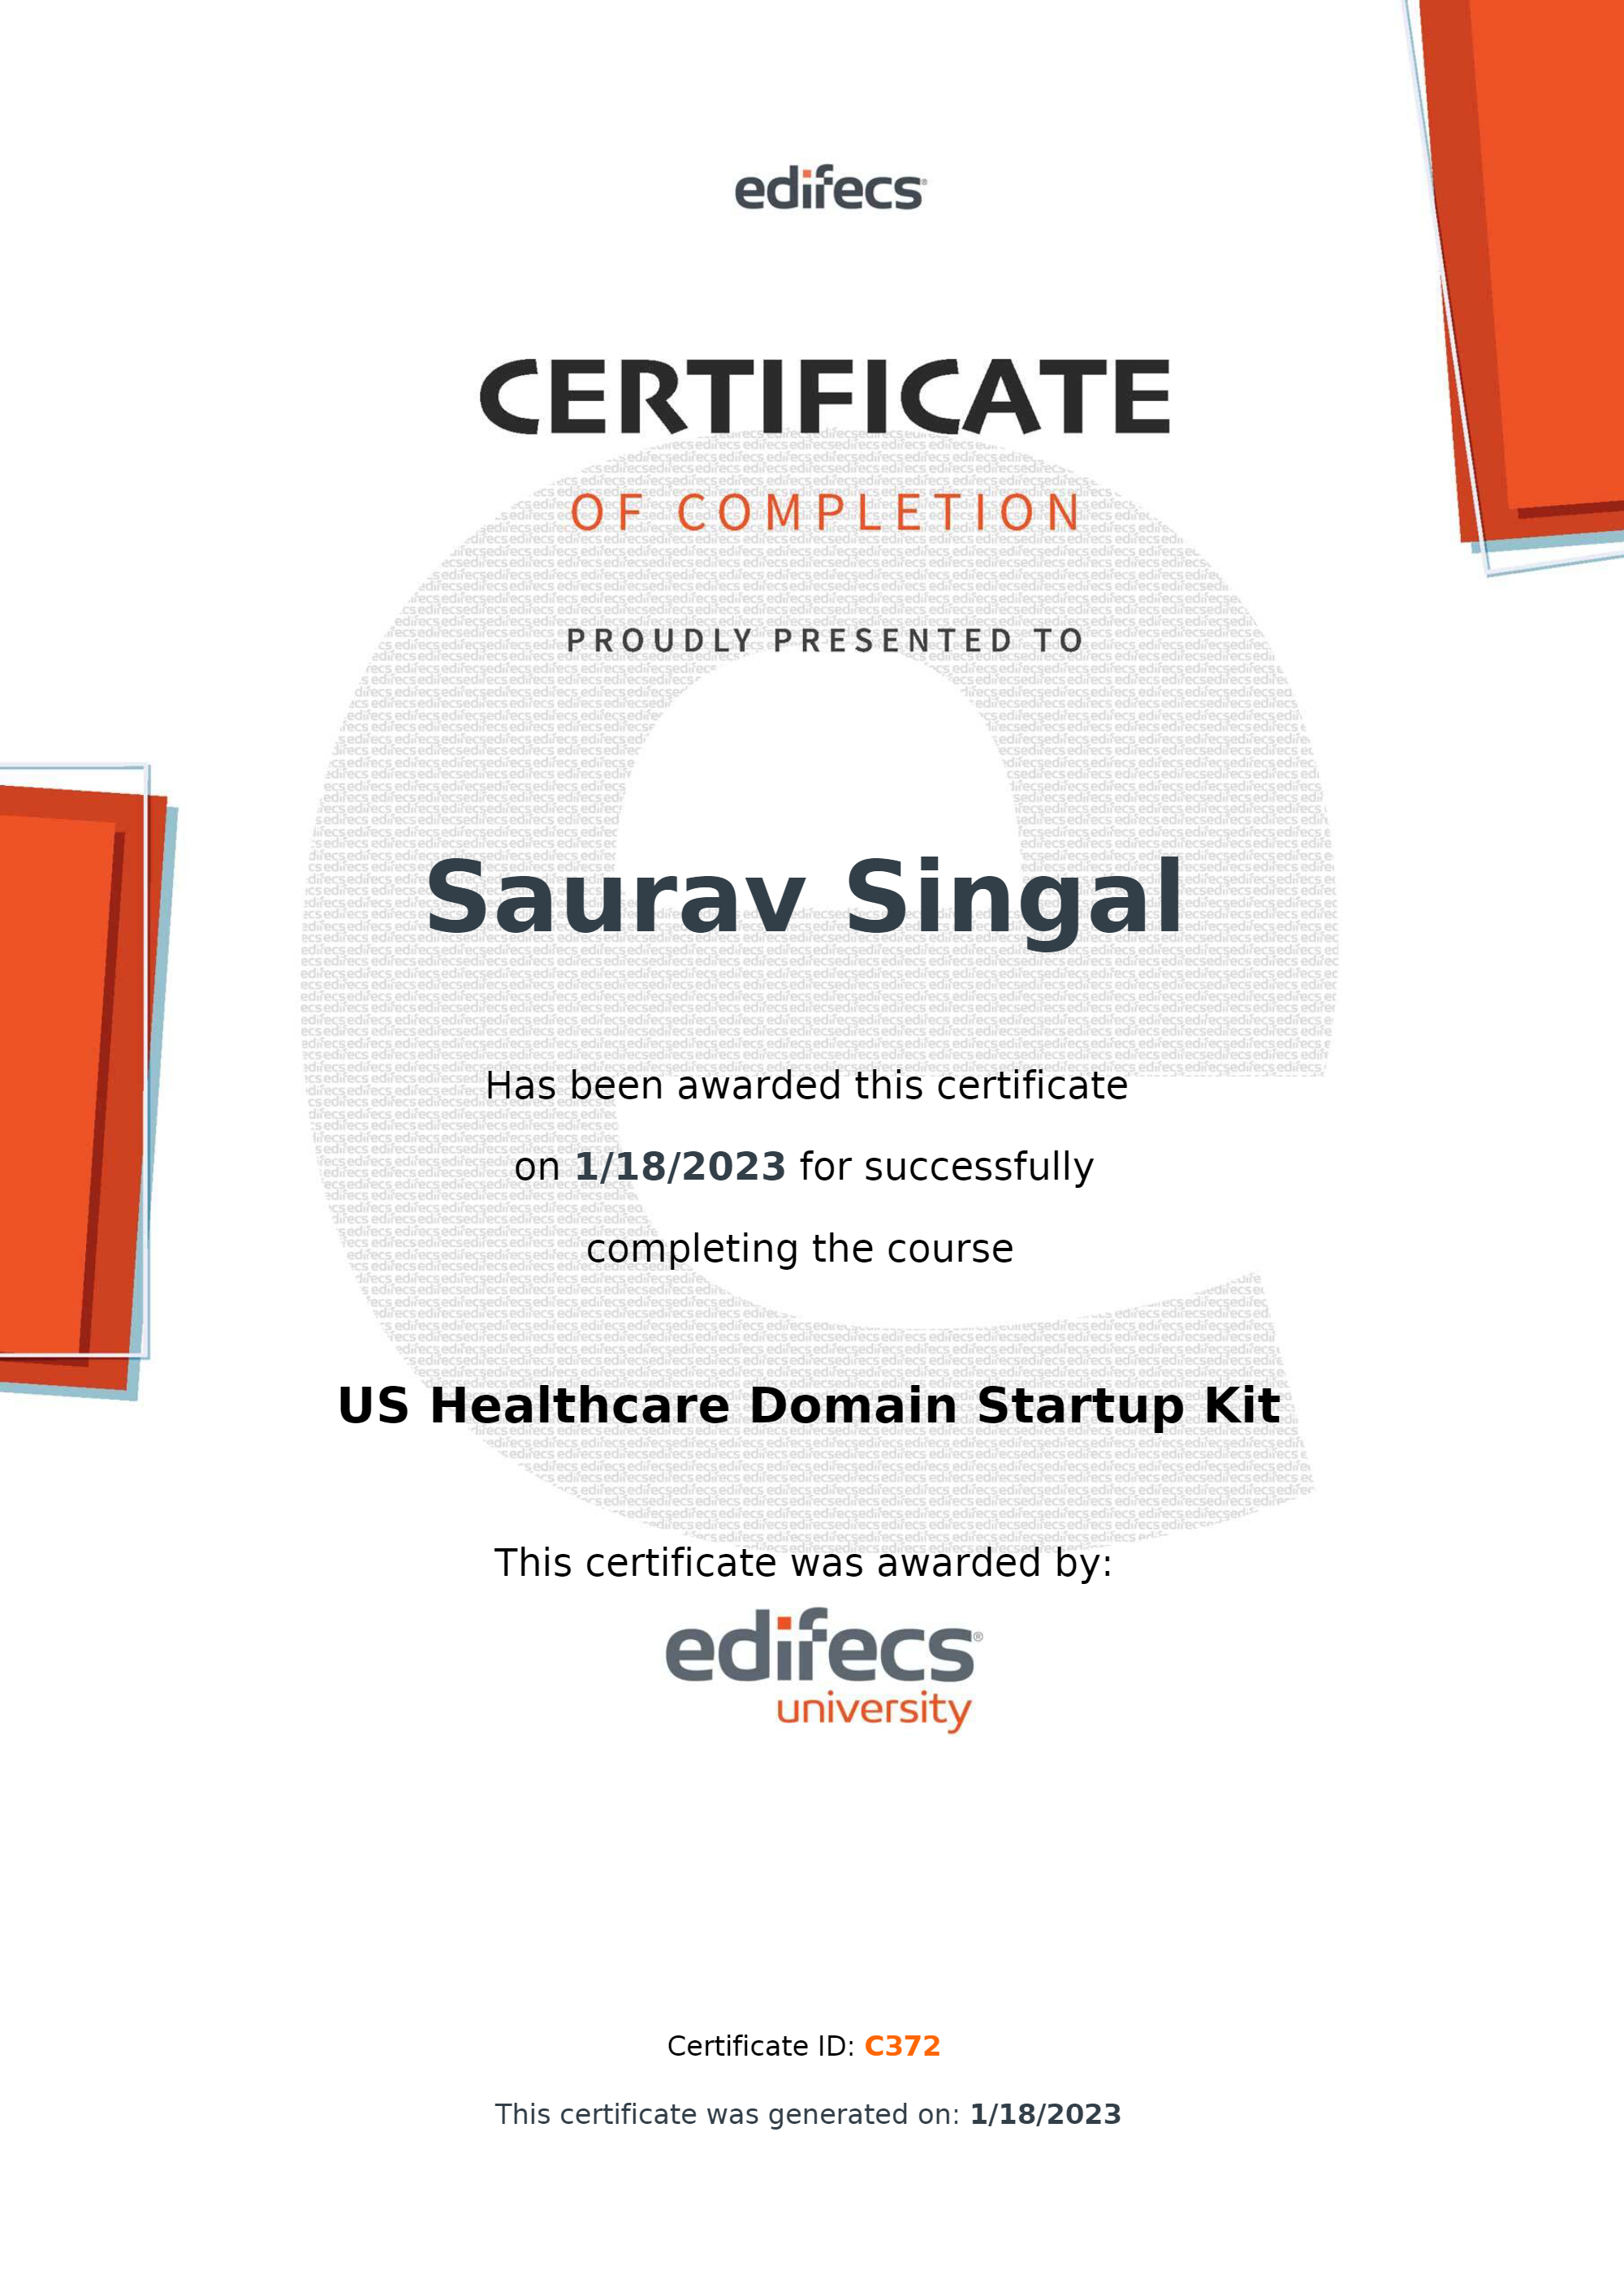 edifecs®
CERTIFICATE
OF COMPLETION
PROUDLY PRESENTED TO
Saurav Singal
Has been awarded this certificate
on 1/18/2023 for successfully
completing the course
US Healthcare Domain Startup Kit
This certificate was awarded by:
edifecs®
university
Certificate ID: C372
This certificate was generated on: 1/18/2023